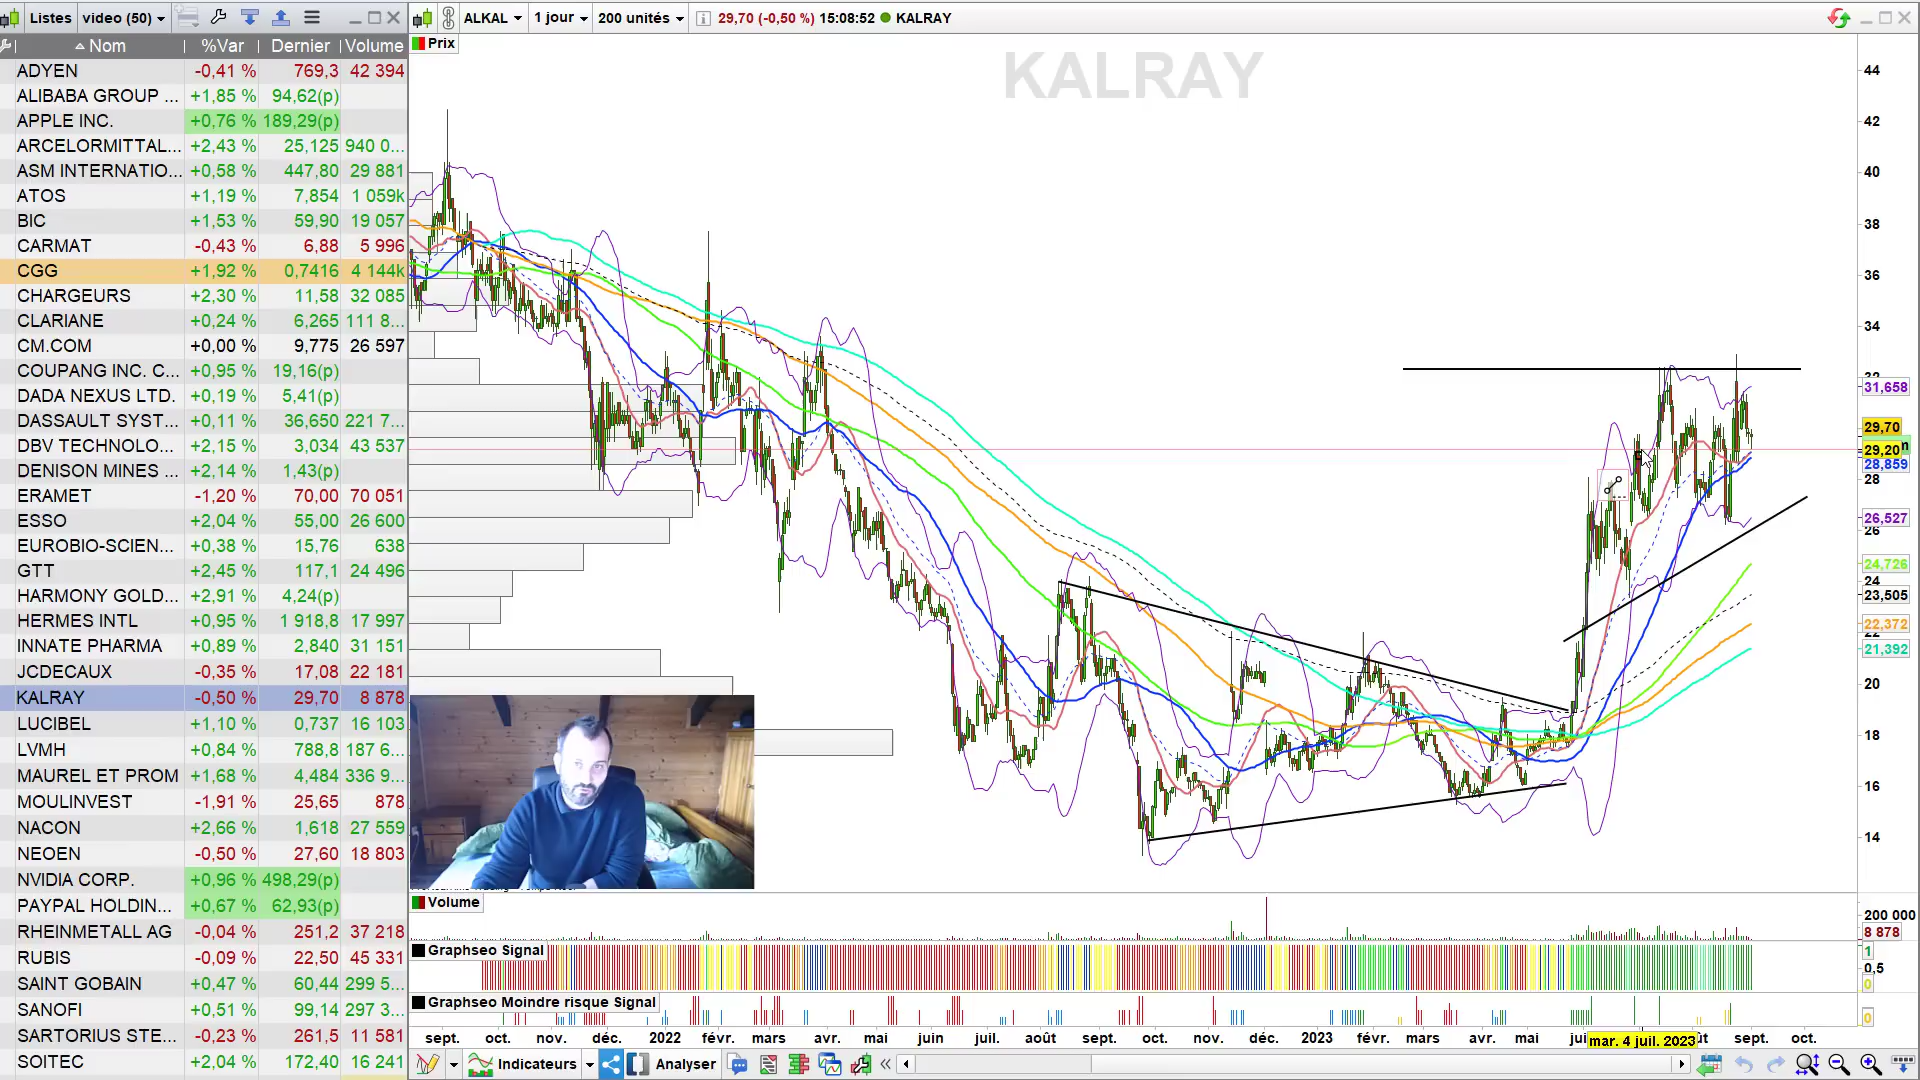 Listes video (50)
ALKAL 1 jour 200 unités 29,70 (-0,50 %) 15:08:52 KALRAY
Nom %Var Dernier Volume
ADYEN -0,41 % 769,3 42 394
ALIBABA GROUP ... +1,85 % 94,62(p)
APPLE INC. +0,76 % 189,29(p)
ARCELORMITTAL... +2,43 % 25,125 940 0...
ASM INTERNATIO... +0,58 % 447,80 29 881
ATOS +1,19 % 7,854 1 059k
BIC +1,53 % 59,90 19 057
CARMAT -0,43 % 6,88 5 996
CGG +1,92 % 0,7416 4 144k
CHARGEURS +2,30 % 11,58 32 085
CLARIANE +0,24 % 6,265 111 8...
CM.COM +0,00 % 9,775 26 597
COUPANG INC. C... +0,95 % 19,16(p)
DADA NEXUS LTD. +0,19 % 5,41(p)
DASSAULT SYST... +0,11 % 36,650 221 7...
DBV TECHNOLO... +2,15 % 3,034 43 537
DENISON MINES ... +2,14 % 1,43(p)
ERAMET -1,20 % 70,00 70 051
ESSO +2,04 % 55,00 26 600
EUROBIO-SCIEN... +0,38 % 15,76 638
GTT +2,45 % 117,1 24 496
HARMONY GOLD... +2,91 % 4,24(p)
HERMES INTL +0,95 % 1 918,8 17 997
INNATE PHARMA +0,89 % 2,840 31 151
JCDECAUX -0,35 % 17,08 22 181
KALRAY -0,50 % 29,70 8 878
LUCIBEL +1,10 % 0,737 16 103
LVMH +0,84 % 788,8 187 6...
MAUREL ET PROM +1,68 % 4,484 336 9...
MOULINVEST -1,91 % 25,65 878
NACON +2,66 % 1,618 27 559
NEOEN -0,50 % 27,60 18 803
NVIDIA CORP. +0,96 % 498,29(p)
PAYPAL HOLDIN... +0,67 % 62,93(p)
RHEINMETALL AG -0,04 % 251,2 37 218
RUBIS -0,09 % 22,50 45 331
SAINT GOBAIN +0,47 % 60,44 299 5...
SANOFI +0,51 % 99,14 297 3...
SARTORIUS STE... -0,23 % 261,5 11 581
SOITEC +2,04 % 172,40 16 241
Prix
KALRAY
44
42
40
38
36
34
31,658
29,70
29,20
28,859
28
26,527
24,726
24
23,505
22,372
21,392
20
18
16
14
Volume
200 000
8 878
Graphseo Signal
1
0,5
0
Graphseo Moindre risque Signal
0
sept. oct. nov. déc. 2022 févr. mars avr. mai juin juil. août sept. oct. nov. déc. 2023 févr. mars avr. mai mar. 4 juil. 2023 sept. oct.
Indicateurs Analyser